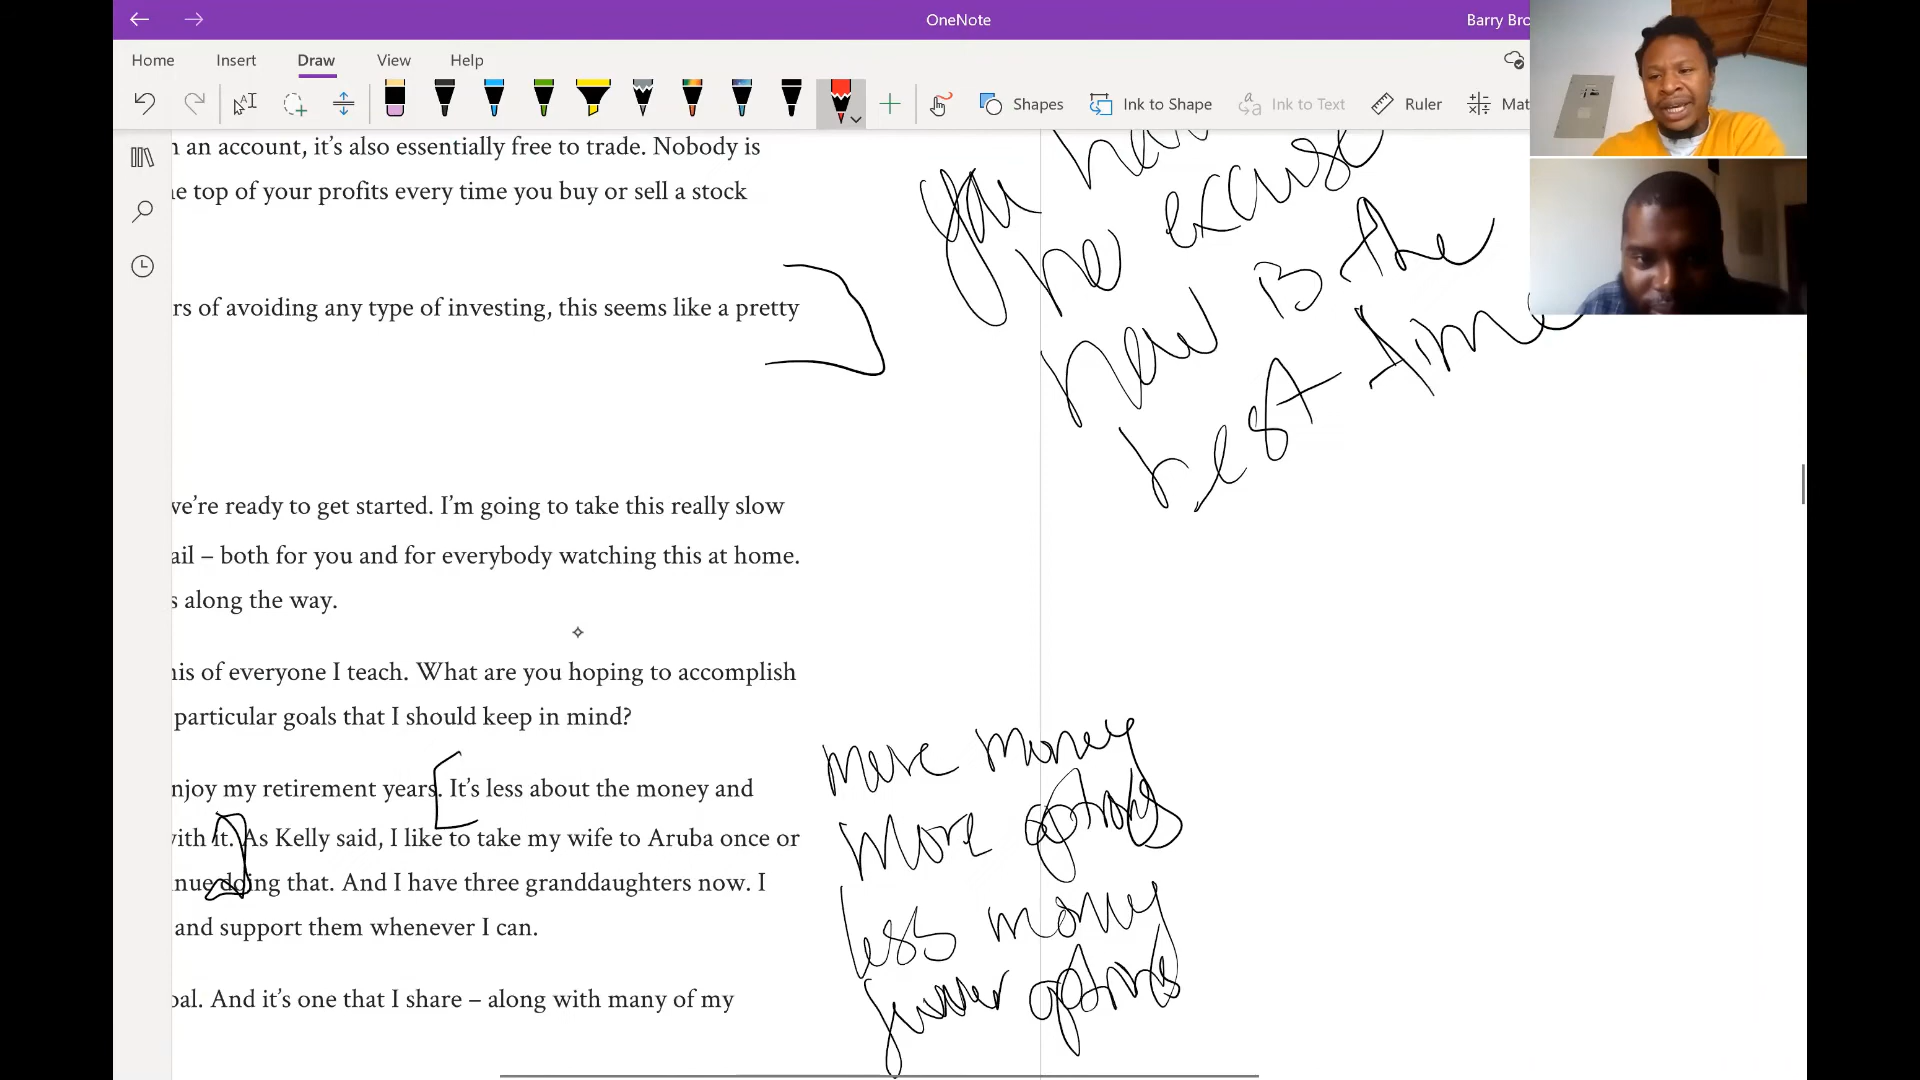 OneNote
Barry Bro
Home Insert Draw View Help
Shapes Ink to Shape Ink to Text Ruler Mat
n an account, it's also essentially free to trade. Nobody is
e top of your profits every time you buy or sell a stock
rs of avoiding any type of investing, this seems like a pretty
ve're ready to get started. I'm going to take this really slow
ail – both for you and for everybody watching this at home.
s along the way.
his of everyone I teach. What are you hoping to accomplish
particular goals that I should keep in mind?
njoy my retirement years. It's less about the money and
vith it. As Kelly said, I like to take my wife to Aruba once or
nue doing that. And I have three granddaughters now. I
and support them whenever I can.
oal. And it's one that I share – along with many of my
you hav
no excuse
now is the
best time
more money
more options
less money
fewer options